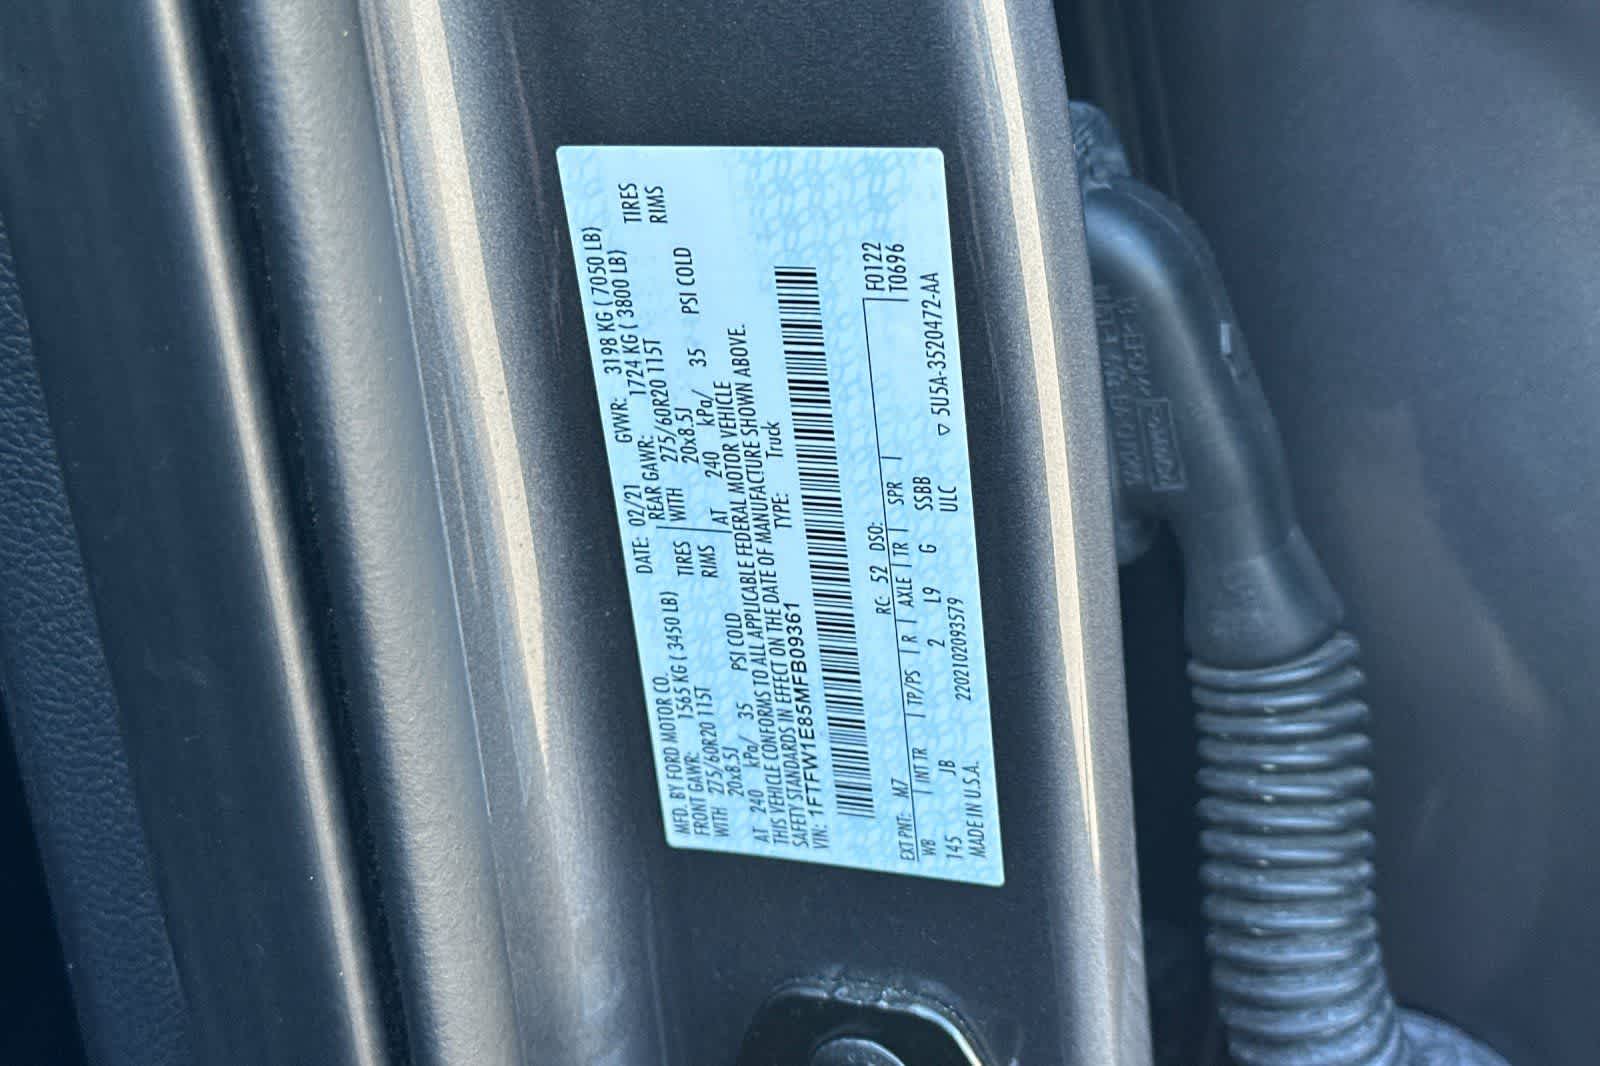 MFD. BY FORD MOTOR CO.
DATE: 02/21 GVWR: 3198 KG ( 7050 LB)
FRONT GAWR: 1565 KG ( 3450 LB)
REAR GAWR: 1724 KG ( 3800 LB)
WITH 275/60R20 115T TIRES
WITH 275/60R20 115T TIRES
20x8.5J RIMS
20x8.5J RIMS
AT 240 kPa/ 35 PSI COLD
AT 240 kPa/ 35 PSI COLD
THIS VEHICLE CONFORMS TO ALL APPLICABLE FEDERAL MOTOR VEHICLE
SAFETY STANDARDS IN EFFECT ON THE DATE OF MANUFACTURE SHOWN ABOVE.
VIN: 1FTFW1E85MFB09361 TYPE: Truck
EXT PNT: M7 RC: 52 DSO: F0122
WB INT TR TP/PS R AXLE TR SPR T0696
145 JB 2 L9 G SSBB
MADE IN U.S.A. 220210209​3579 ULC ▽ 5U5A-3520472-AA